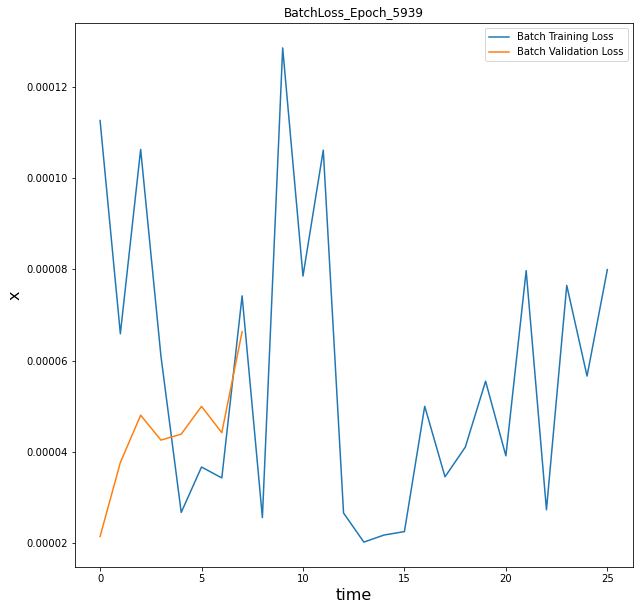 BatchLoss_Epoch_5939
Batch Training Loss
Batch Validation Loss
0.00012
0.00010
0.00008
0.00006
0.00004
0.00002
x
0 5 10 15 20 25
time